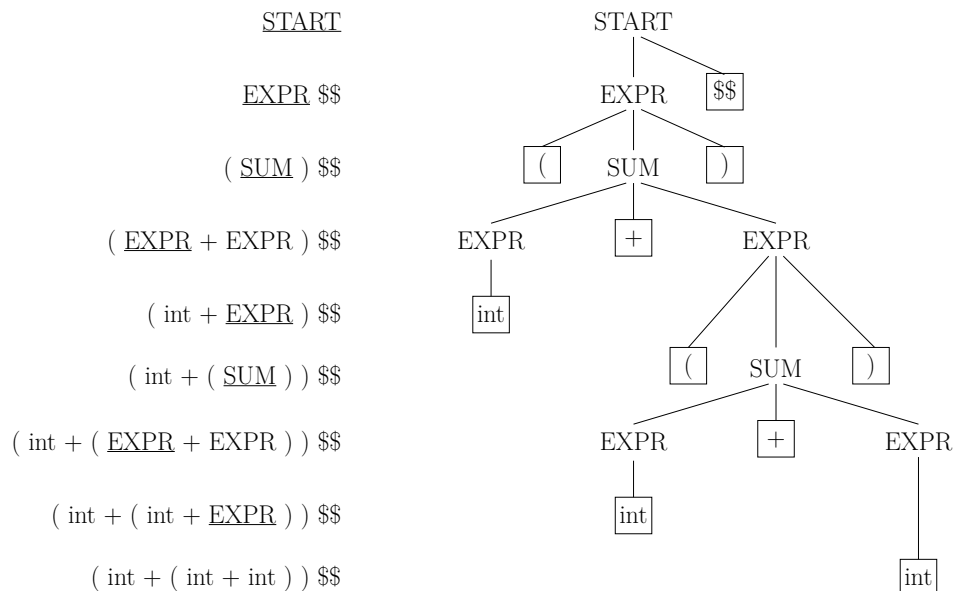 START START
EXPR $$ EXPR $$
( SUM ) $$ ( SUM )
( EXPR + EXPR ) $$ EXPR + EXPR
( int + EXPR ) $$ int
( int + ( SUM ) ) $$ ( SUM )
( int + ( EXPR + EXPR ) ) $$ EXPR + EXPR
( int + ( int + EXPR ) ) $$ int
( int + ( int + int ) ) $$ int